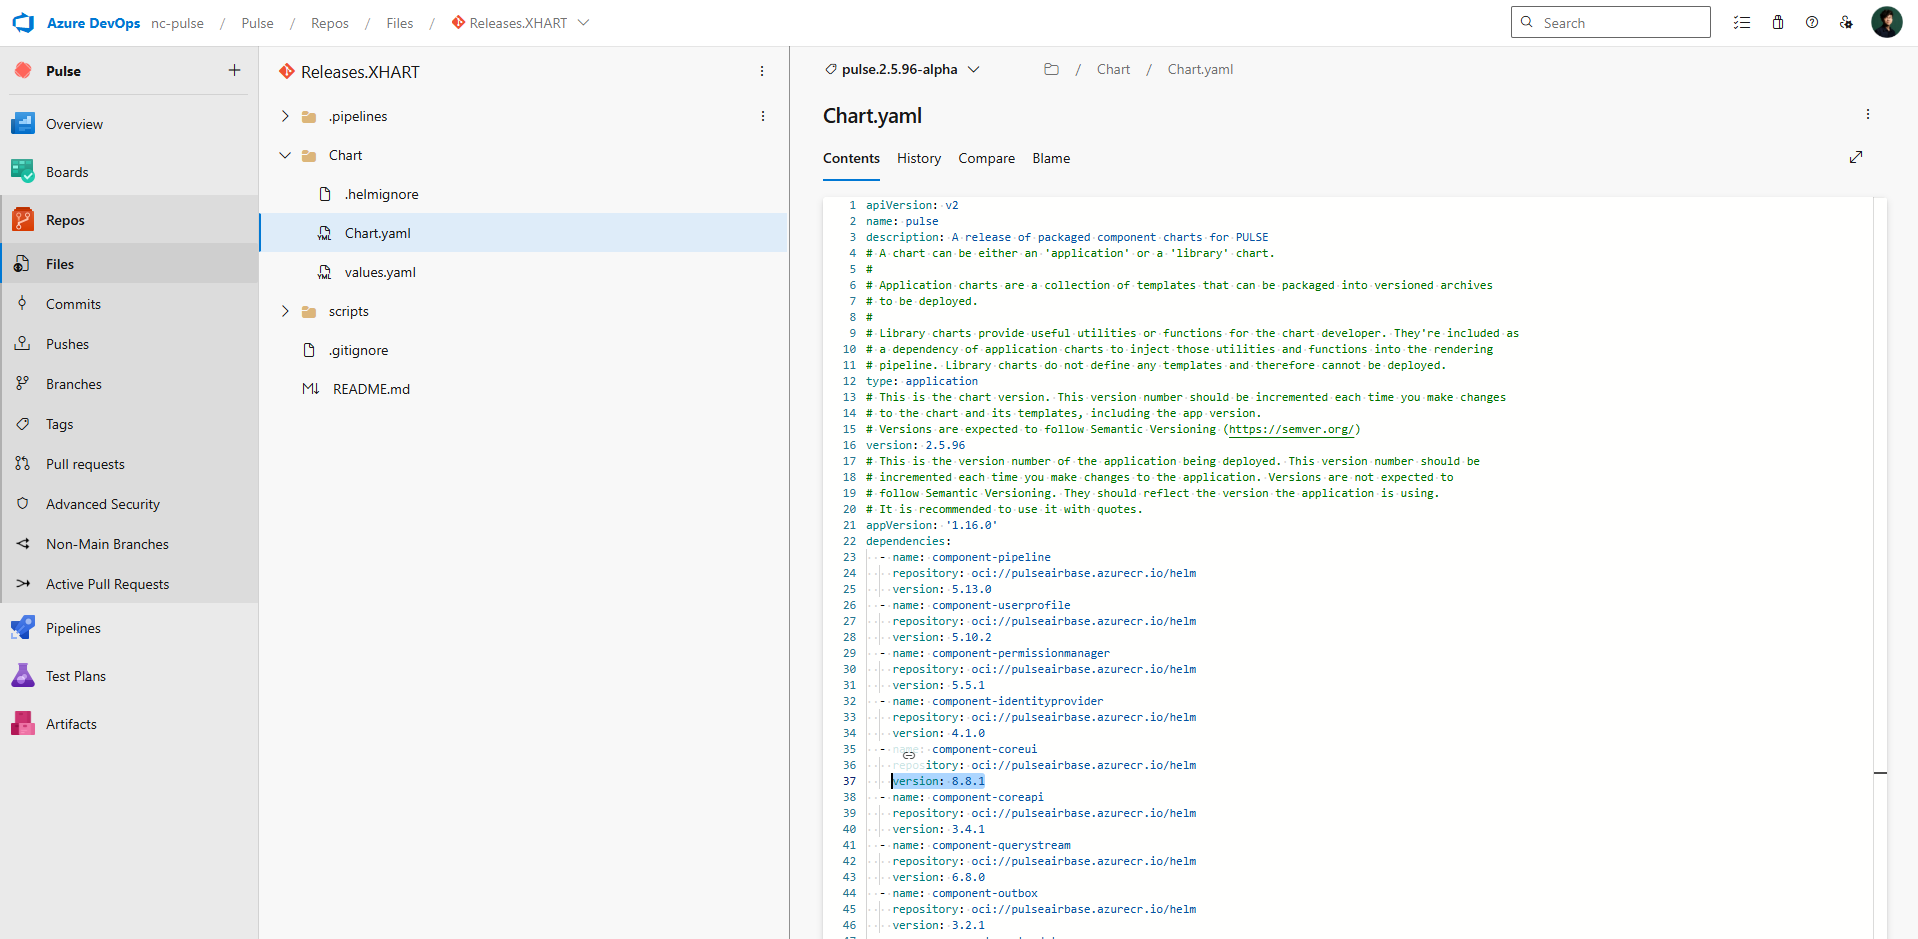 Azure DevOps nc-pulse / Pulse / Repos / Files / Releases.XHART
Search
Pulse
Overview
Boards
Repos
Files
Commits
Pushes
Branches
Tags
Pull requests
Advanced Security
Non-Main Branches
Active Pull Requests
Pipelines
Test Plans
Artifacts
Releases.XHART
.pipelines
Chart
.helmignore
YML Chart.yaml
YML values.yaml
scripts
.gitignore
M↓ README.md
pulse.2.5.96-alpha / Chart / Chart.yaml
Chart.yaml
Contents History Compare Blame
1 apiVersion: v2
2 name: pulse
3 description: A release of packaged component charts for PULSE
4 # A chart can be either an 'application' or a 'library' chart.
5 #
6 # Application charts are a collection of templates that can be packaged into versioned archives
7 # to be deployed.
8 #
9 # Library charts provide useful utilities or functions for the chart developer. They're included as
10 # a dependency of application charts to inject those utilities and functions into the rendering
11 # pipeline. Library charts do not define any templates and therefore cannot be deployed.
12 type: application
13 # This is the chart version. This version number should be incremented each time you make changes
14 # to the chart and its templates, including the app version.
15 # Versions are expected to follow Semantic Versioning (https://semver.org/)
16 version: 2.5.96
17 # This is the version number of the application being deployed. This version number should be
18 # incremented each time you make changes to the application. Versions are not expected to
19 # follow Semantic Versioning. They should reflect the version the application is using.
20 # It is recommended to use it with quotes.
21 appVersion: '1.16.0'
22 dependencies:
23 - name: component-pipeline
24 repository: oci://pulseairbase.azurecr.io/helm
25 version: 5.13.0
26 - name: component-userprofile
27 repository: oci://pulseairbase.azurecr.io/helm
28 version: 5.10.2
29 - name: component-permissionmanager
30 repository: oci://pulseairbase.azurecr.io/helm
31 version: 5.5.1
32 - name: component-identityprovider
33 repository: oci://pulseairbase.azurecr.io/helm
34 version: 4.1.0
35 - name: component-coreui
36 repository: oci://pulseairbase.azurecr.io/helm
37 version: 8.8.1
38 - name: component-coreapi
39 repository: oci://pulseairbase.azurecr.io/helm
40 version: 3.4.1
41 - name: component-querystream
42 repository: oci://pulseairbase.azurecr.io/helm
43 version: 6.8.0
44 - name: component-outbox
45 repository: oci://pulseairbase.azurecr.io/helm
46 version: 3.2.1